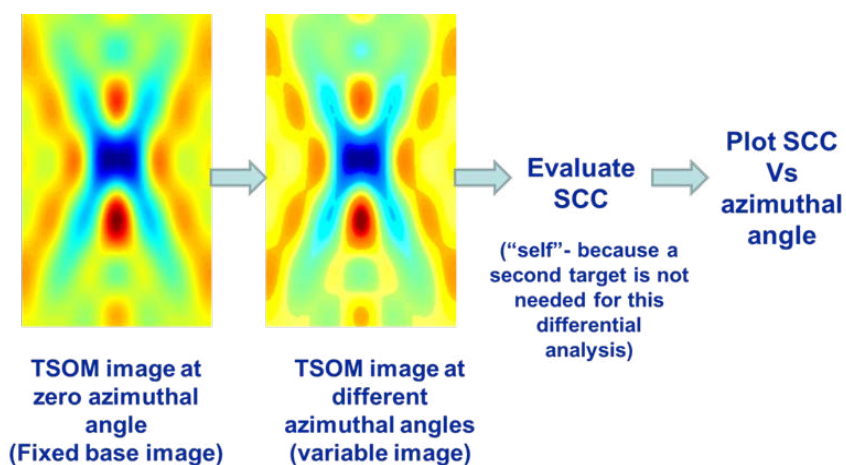 TSOM image at
zero azimuthal
angle
(Fixed base image)
TSOM image at
different
azimuthal angles
(variable image)
Evaluate
SCC
(“self”- because a
second target is not
needed for this
differential
analysis)
Plot SCC
Vs
azimuthal
angle